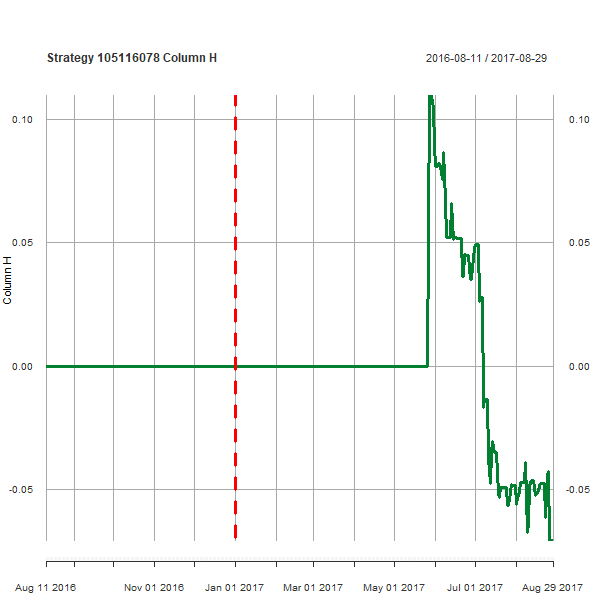 Strategy 105116078 Column H
2016-08-11 / 2017-08-29
0.10
0.10
0.05
0.05
Column H
0.00
0.00
-0.05
-0.05
Aug 11 2016
Nov 01 2016
Jan 01 2017
Mar 01 2017
May 01 2017
Jul 01 2017
Aug 29 2017